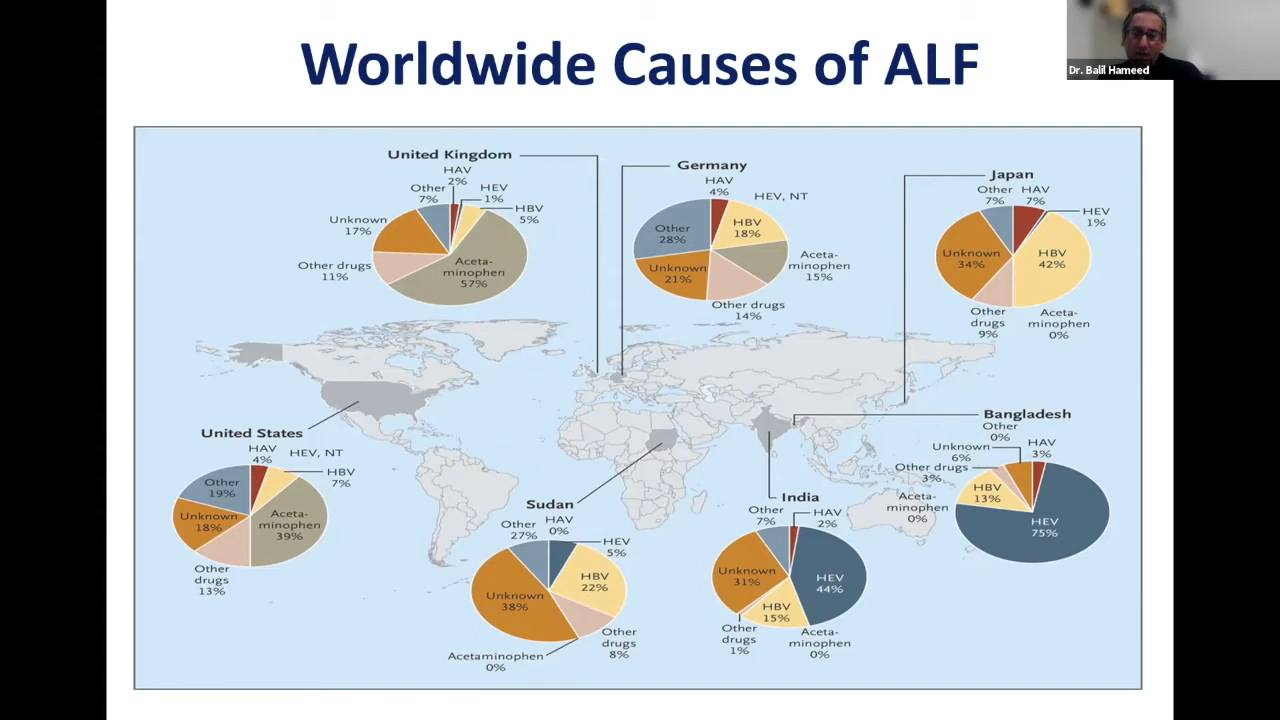 Worldwide Causes of ALF
Dr. Balil Hameed
United Kingdom
HAV
2%
Other
7%
HEV
1%
HBV
5%
Unknown
17%
Other drugs
11%
Aceta-
minophen
57%
Germany
HAV
4%
HEV, NT
HBV
18%
Other
28%
Aceta-
minophen
15%
Unknown
21%
Other drugs
14%
Japan
Other
7%
HAV
7%
HEV
1%
Unknown
34%
HBV
42%
Other
drugs
9%
Aceta-
minophen
0%
United States
HAV
4%
HEV, NT
HBV
7%
Other
19%
Unknown
18%
Aceta-
minophen
39%
Other
drugs
13%
Sudan
Other
27%
HAV
0%
HEV
5%
HBV
22%
Unknown
38%
Other
drugs
8%
Acetaminophen
0%
India
Other
7%
HAV
2%
Unknown
31%
HEV
44%
HBV
15%
Other
drugs
1%
Aceta-
minophen
0%
Bangladesh
Other
0%
HAV
3%
Unknown
6%
Other drugs
3%
HBV
13%
Aceta-
minophen
0%
HEV
75%